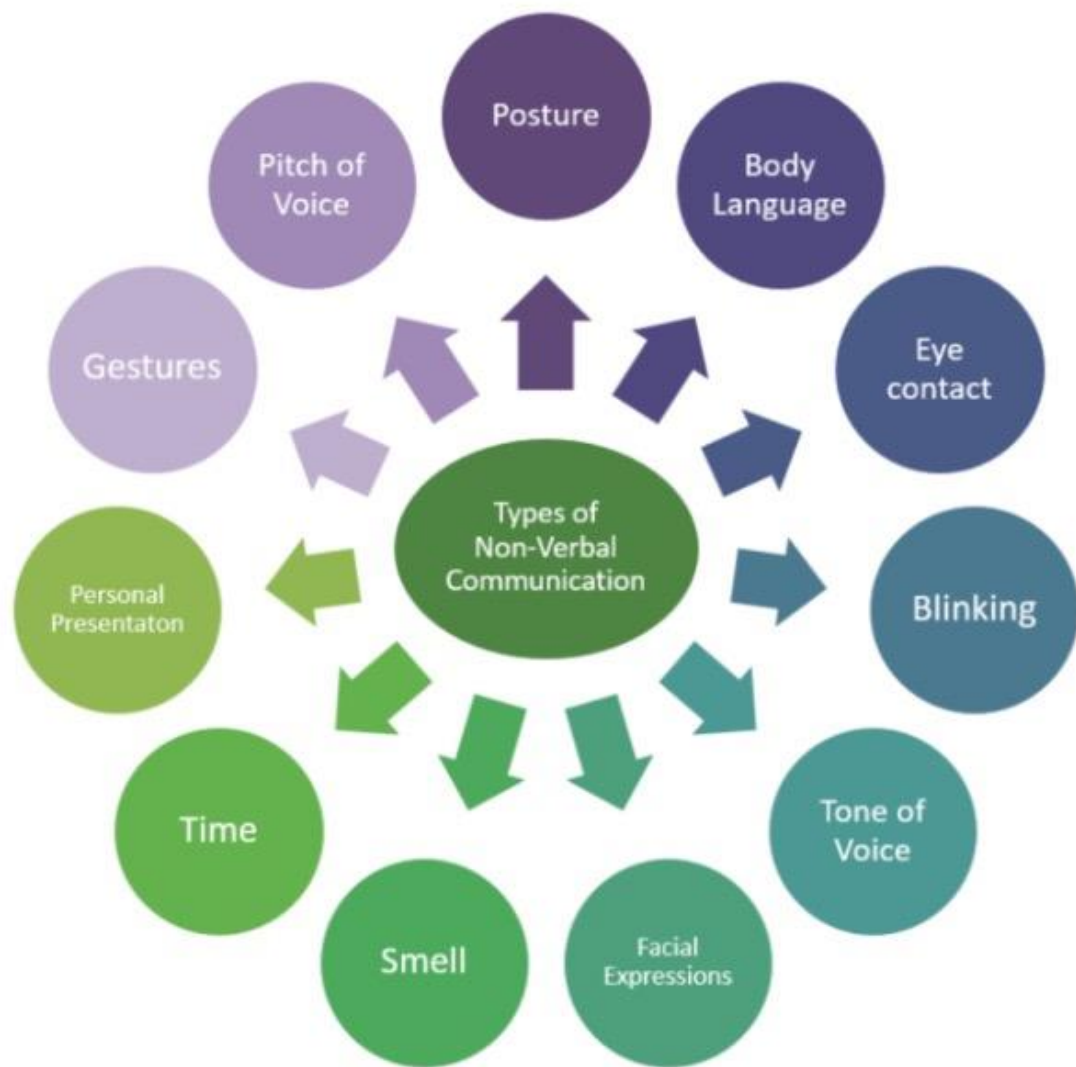 Posture
Body
Language
Eye
contact
Blinking
Tone of
Voice
Facial
Expressions
Smell
Time
Personal
Presentaton
Gestures
Pitch of
Voice
Types of
Non-Verbal
Communication